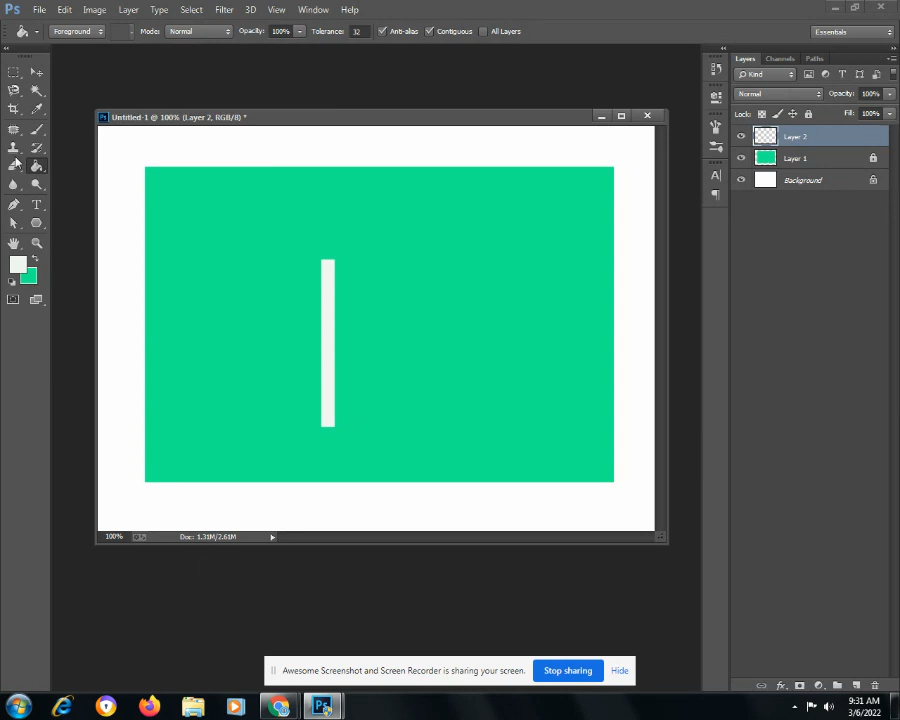 Ps File Edit Image Layer Type Select Filter 3D View Window Help
Foreground Mode: Normal Opacity: 100% Tolerance: 32 Anti-alias Contiguous All Layers Essentials
Layers Channels Paths
Kind
Normal Opacity: 100%
Lock: Fill: 100%
Layer 2
Layer 1
Background
Ps Untitled-1 @ 100% (Layer 2, RGB/8) *
100% Doc: 1.31M/2.61M
Awesome Screenshot and Screen Recorder is sharing your screen. Stop sharing Hide
Ps
9:31 AM
3/6/2022